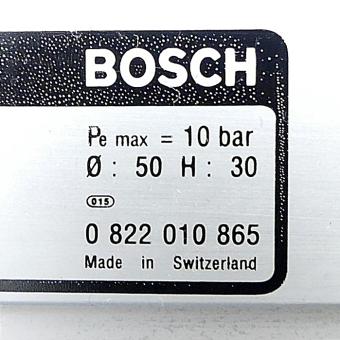 BOSCH
Pe max = 10 bar
Ø : 50 H : 30
015
0 822 010 865
Made in Switzerland